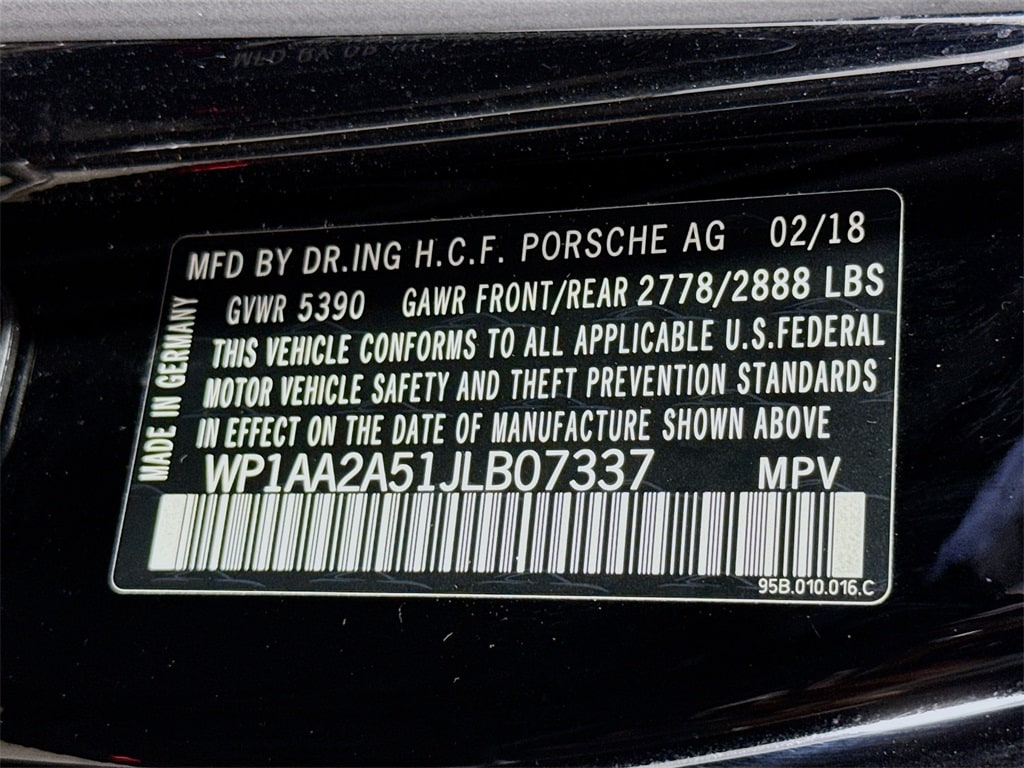 MFD BY DR.ING H.C.F. PORSCHE AG 02/18
GVWR 5390 GAWR FRONT/REAR 2778/2888 LBS
THIS VEHICLE CONFORMS TO ALL APPLICABLE U.S.FEDERAL
MOTOR VEHICLE SAFETY AND THEFT PREVENTION STANDARDS
IN EFFECT ON THE DATE OF MANUFACTURE SHOWN ABOVE
WP1AA2A51JLB07337 MPV
95B.010.016.C
MADE IN GERMANY